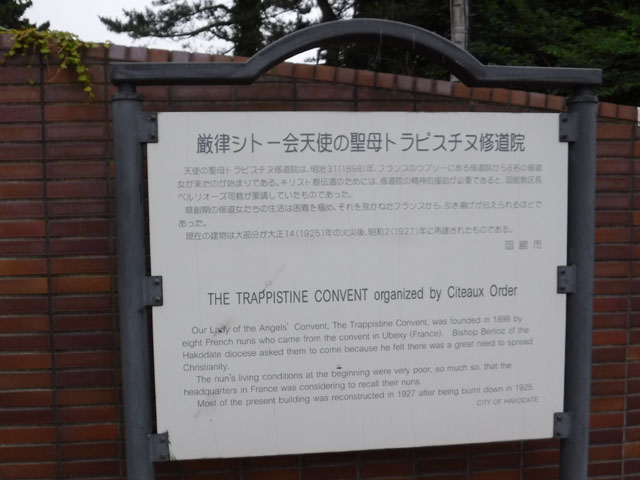 厳律シトー会天使の聖母トラピスチヌ修道院
天使の聖母トラピスチヌ修道院は、明治31(1898)年、フランスのウプシーにある修道院から8名の修道
女が来たのが始まりである。キリスト教伝道のためには、修道院の精神的援助が必要であると、函館教区長
ベルリオーズ司教が要請していたものであった。
草創期の修道女たちの生活は困難を極め、それを見かねたフランスから、引き揚げが伝えられるほどで
あった。
現在の建物は大部分が大正14(1925)年の火災後、昭和2(1927)年に再建されたものである。
函館市
THE TRAPPISTINE CONVENT organized by Citeaux Order
Our Lady of the Angels' Convent, The Trappistine Convent, was founded in 1898 by
eight French nuns who came from the convent in Ubexy (France). Bishop Berlioz of the
Hakodate diocese asked them to come because he felt there was a great need to spread
Christianity.
The nun's living conditions at the beginning were very poor, so much so, that the
headquarters in France was considering to recall their nuns.
Most of the present building was reconstructed in 1927 after being burnt down in 1925.
CITY OF HAKODATE